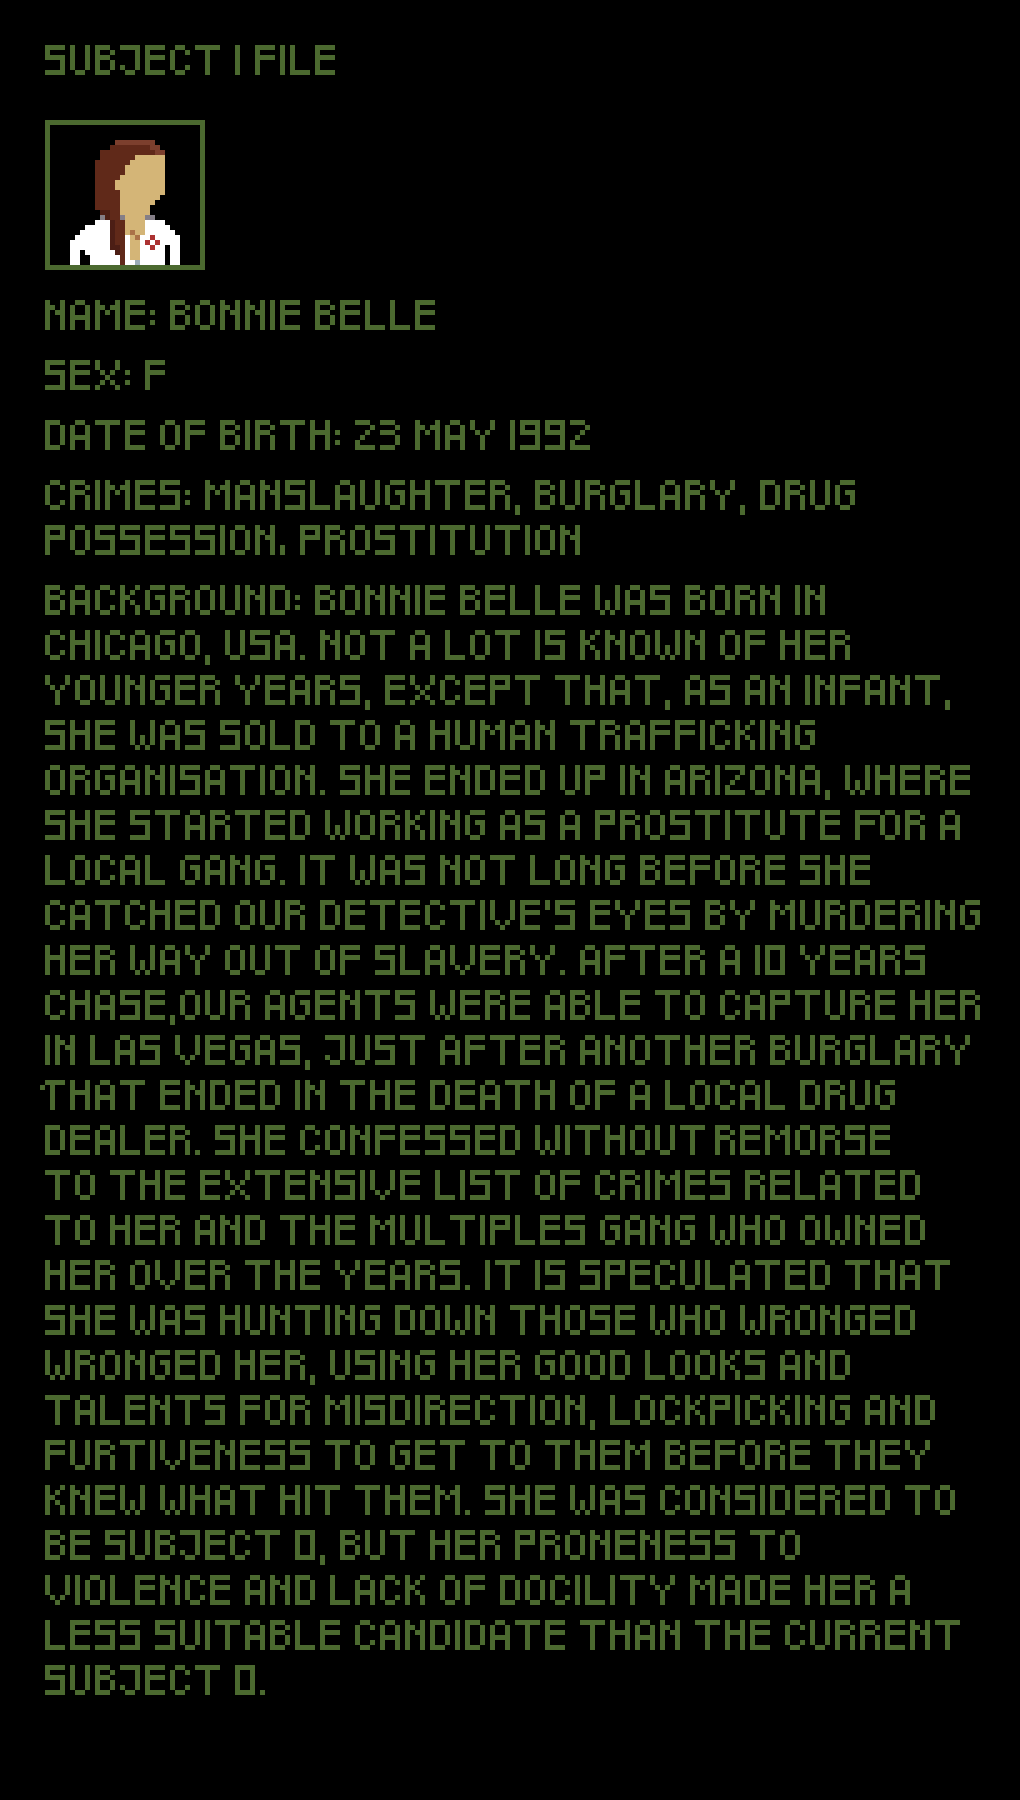 SUBJECT 1 FILE
NAME: BONNIE BELLE
SEX: F
DATE OF BIRTH: 23 MAY 1992
CRIMES: MANSLAUGHTER, BURGLARY, DRUG
POSSESSION. PROSTITUTION
BACKGROUND: BONNIE BELLE WAS BORN IN
CHICAGO, USA. NOT A LOT IS KNOWN OF HER
YOUNGER YEARS, EXCEPT THAT, AS AN INFANT,
SHE WAS SOLD TO A HUMAN TRAFFICKING
ORGANISATION. SHE ENDED UP IN ARIZONA, WHERE
SHE STARTED WORKING AS A PROSTITUTE FOR A
LOCAL GANG. IT WAS NOT LONG BEFORE SHE
CATCHED OUR DETECTIVE'S EYES BY MURDERING
HER WAY OUT OF SLAVERY. AFTER A 10 YEARS
CHASE,OUR AGENTS WERE ABLE TO CAPTURE HER
IN LAS VEGAS, JUST AFTER ANOTHER BURGLARY
THAT ENDED IN THE DEATH OF A LOCAL DRUG
DEALER. SHE CONFESSED WITHOUT REMORSE
TO THE EXTENSIVE LIST OF CRIMES RELATED
TO HER AND THE MULTIPLES GANG WHO OWNED
HER OVER THE YEARS. IT IS SPECULATED THAT
SHE WAS HUNTING DOWN THOSE WHO WRONGED
WRONGED HER, USING HER GOOD LOOKS AND
TALENTS FOR MISDIRECTION, LOCKPICKING AND
FURTIVENESS TO GET TO THEM BEFORE THEY
KNEW WHAT HIT THEM. SHE WAS CONSIDERED TO
BE SUBJECT 0, BUT HER PRONENESS TO
VIOLENCE AND LACK OF DOCILITY MADE HER A
LESS SUITABLE CANDIDATE THAN THE CURRENT
SUBJECT 0.